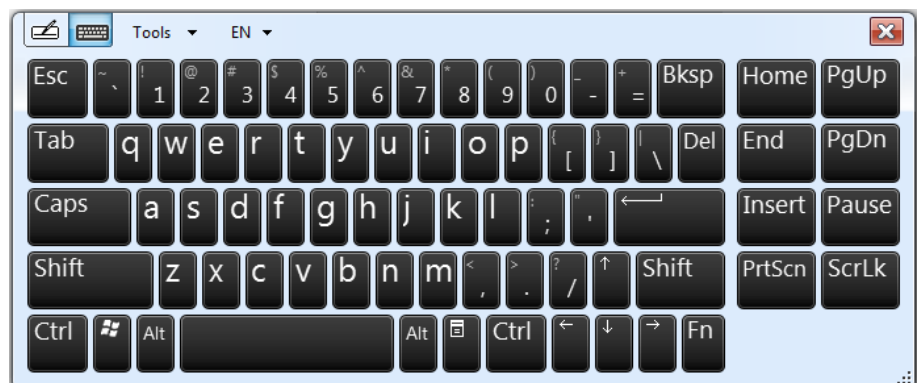 Tools EN
Esc ~ ` ! 1 @ 2 # 3 $ 4 % 5 ^ 6 & 7 * 8 ( 9 ) 0 _ - + = Bksp Home PgUp
Tab q w e r t y u i o p { [ } ] | \ Del End PgDn
Caps a s d f g h j k l : ; " ' Insert Pause
Shift z x c v b n m < , > . ? / ↑ Shift PrtScn ScrLk
Ctrl Alt Alt Ctrl ← ↓ → Fn